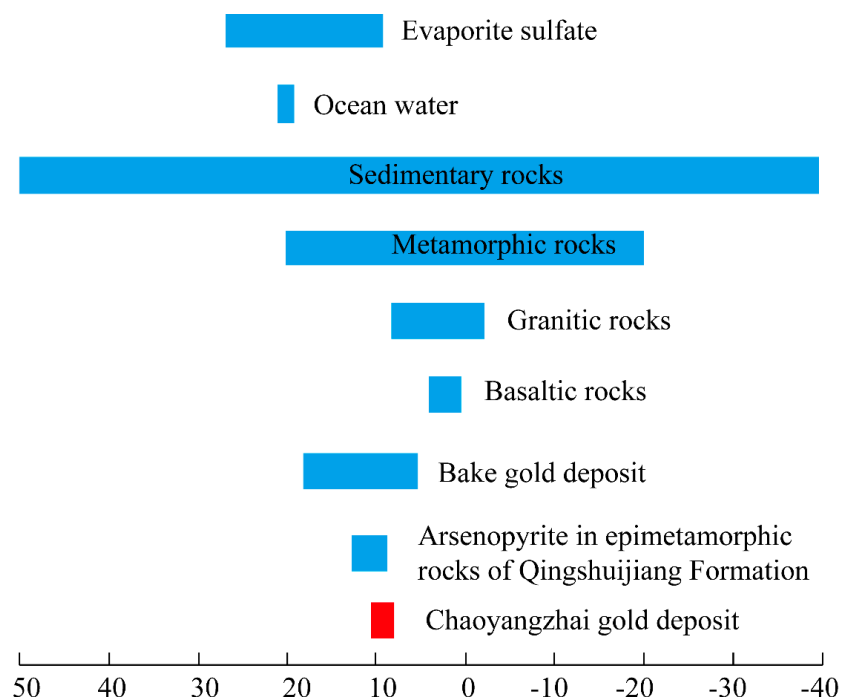 Evaporite sulfate
Ocean water
Sedimentary rocks
Metamorphic rocks
Granitic rocks
Basaltic rocks
Bake gold deposit
Arsenopyrite in epimetamorphic
rocks of Qingshuijiang Formation
Chaoyangzhai gold deposit
50 40 30 20 10 0 -10 -20 -30 -40